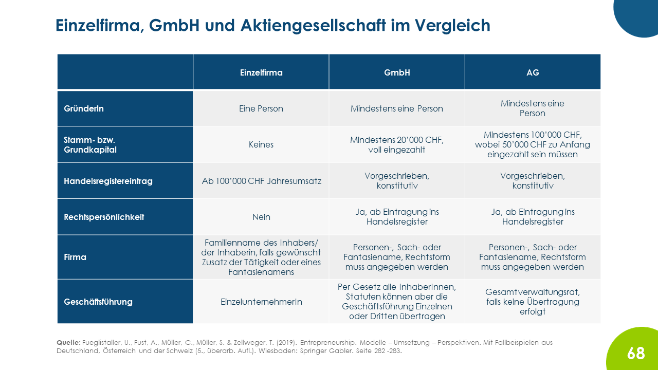 Einzelfirma, GmbH und Aktiengesellschaft im Vergleich
Einzelfirma
GmbH
AG
GründerIn
Eine Person
Mindestens eine Person
Mindestens eine
Person
Stamm- bzw.
Grundkapital
Keines
Mindestens 20'000 CHF,
voll eingezahlt
Mindestens 100'000 CHF,
wobei 50'000 CHF zu Anfang
eingezahlt sein müssen
Handelsregistereintrag
Ab 100'000 CHF Jahresumsatz
Vorgeschrieben,
konstitutiv
Vorgeschrieben,
konstitutiv
Rechtspersönlichkeit
Nein
Ja, ab Eintragung ins
Handelsregister
Ja, ab Eintragung ins
Handelsregister
Firma
Familienname des Inhabers/
der Inhaberin, falls gewünscht
Zusatz der Tätigkeit oder eines
Fantasienamens
Personen-, Sach- oder
Fantasiename, Rechtsform
muss angegeben werden
Personen-, Sach- oder
Fantasiename, Rechtsform
muss angegeben werden
Geschäftsführung
EinzelunternehmerIn
Per Gesetz alle InhaberInnen,
Statuten können aber die
Geschäftsführung Einzelnen
oder Dritten übertragen
Gesamtverwaltungsrat,
falls keine Übertragung
erfolgt
Quelle: Fueglistaller, U., Fust, A., Müller, C., Müller, S. & Zellweger, T. (2019). Entrepreneurship. Modelle – Umsetzung – Perspektiven. Mit Fallbeispielen aus
Deutschland, Österreich und der Schweiz (5., überarb. Aufl.). Wiesbaden: Springer Gabler. Seite 282-283.
68